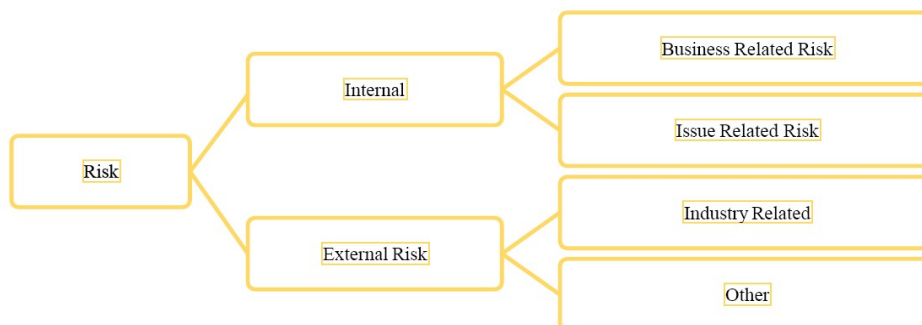 Business Related Risk
Internal
Issue Related Risk
Risk
Industry Related
External Risk
Other